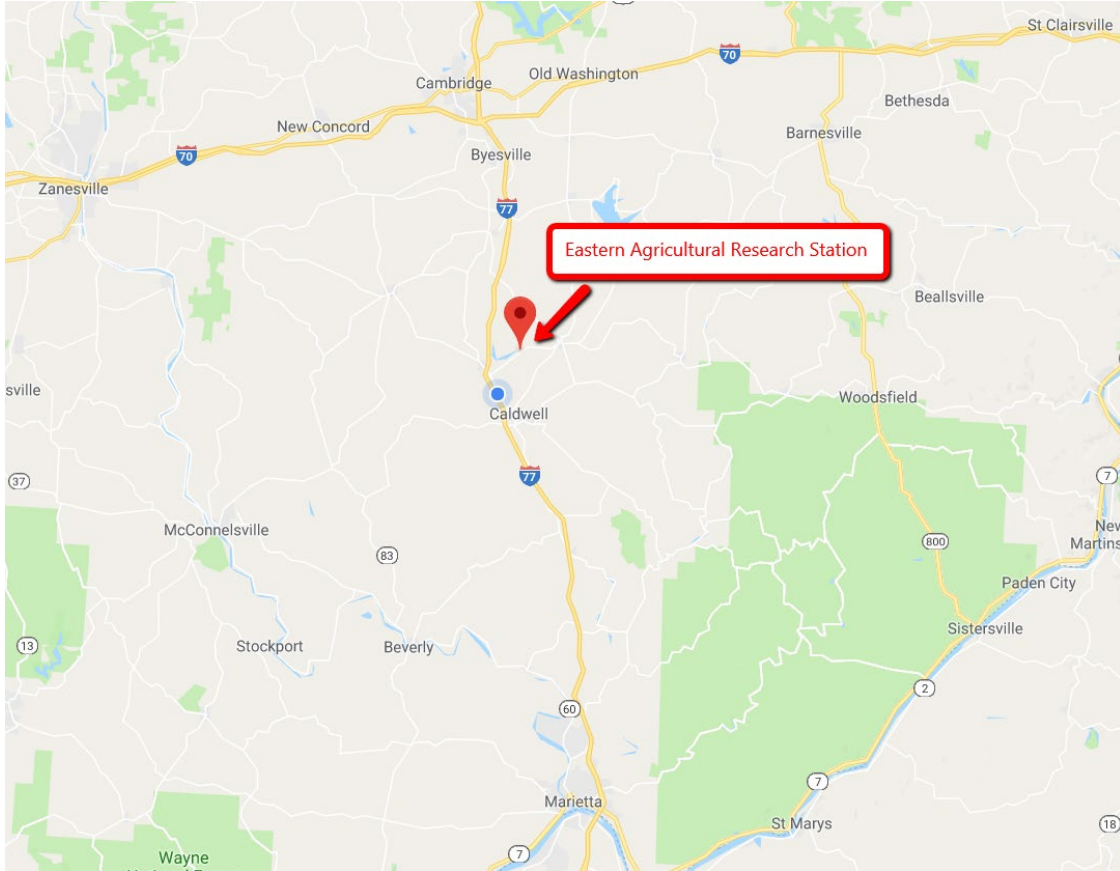 St Clairsville
70
Old Washington
Cambridge
Bethesda
New Concord
Barnesville
70
Byesville
Zanesville
77
Eastern Agricultural Research Station
Beallsville
sville
Woodsfield
Caldwell
77
7
37
McConnelsville
New
Martins
800
83
Paden City
Sistersville
13
Stockport
Beverly
2
60
7
Marietta
St Marys
18
7
Wayne